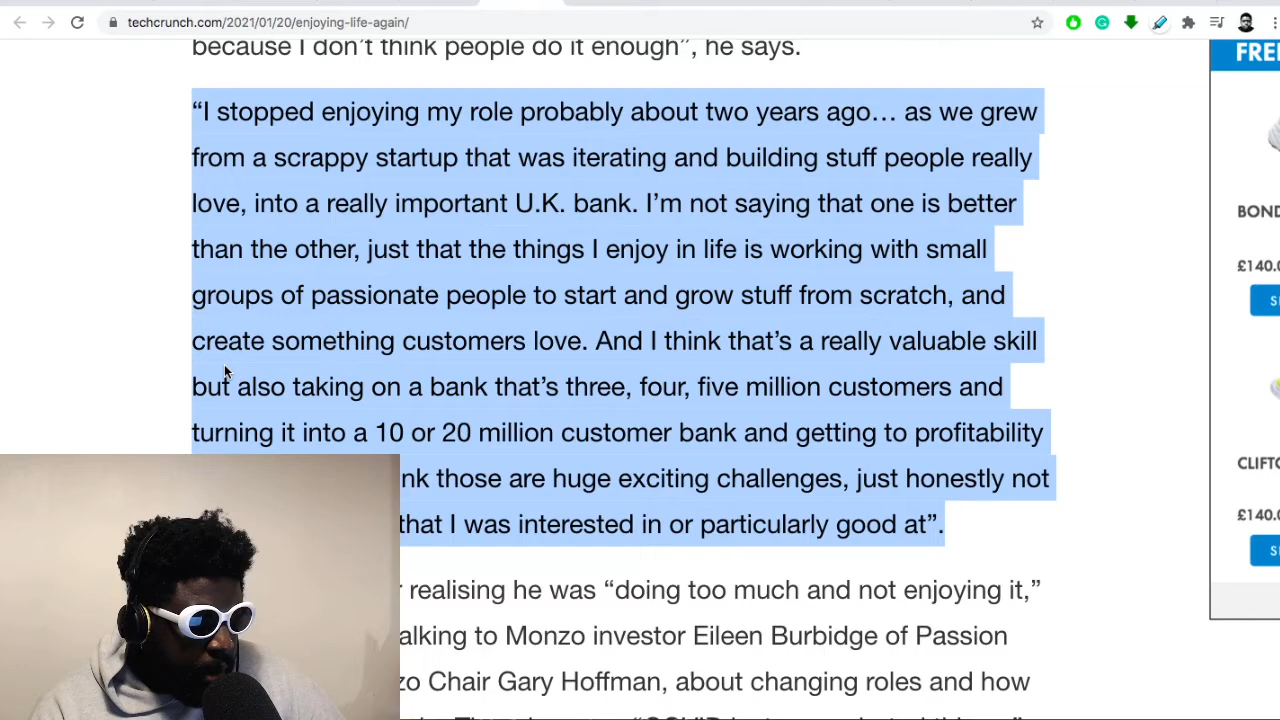 techcrunch.com/2021/01/20/enjoying-life-again/
because I don't think people do it enough”, he says.
“I stopped enjoying my role probably about two years ago… as we grew
from a scrappy startup that was iterating and building stuff people really
love, into a really important U.K. bank. I’m not saying that one is better
than the other, just that the things I enjoy in life is working with small
groups of passionate people to start and grow stuff from scratch, and
create something customers love. And I think that’s a really valuable skill
but also taking on a bank that’s three, four, five million customers and
turning it into a 10 or 20 million customer bank and getting to profitability
nk those are huge exciting challenges, just honestly not
that I was interested in or particularly good at”.
realising he was “doing too much and not enjoying it,”
alking to Monzo investor Eileen Burbidge of Passion
zo Chair Gary Hoffman, about changing roles and how
FREE
BOND
£140.0
CLIFTO
£140.0